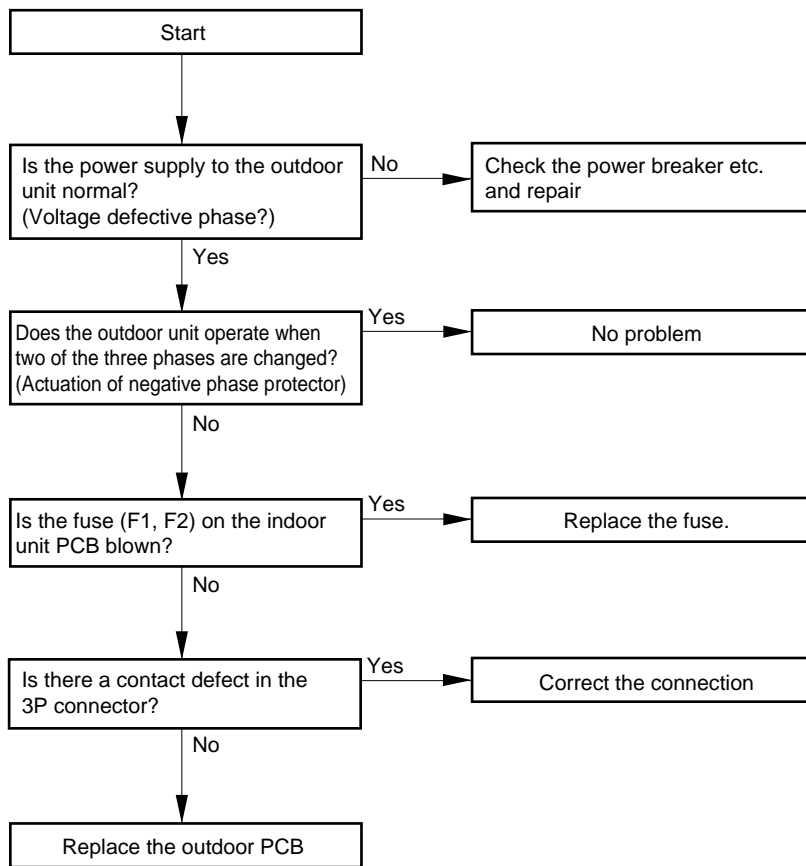 Start
Is the power supply to the outdoor
unit normal?
(Voltage defective phase?)
No
Check the power breaker etc.
and repair
Yes
Does the outdoor unit operate when
two of the three phases are changed?
(Actuation of negative phase protector)
Yes
No problem
No
Is the fuse (F1, F2) on the indoor
unit PCB blown?
Yes
Replace the fuse.
No
Is there a contact defect in the
3P connector?
Yes
Correct the connection
No
Replace the outdoor PCB